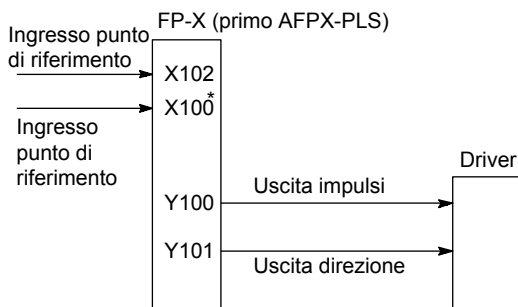 FP-X (primo AFPX-PLS)
Ingresso punto
di riferimento
X102
X100*
Ingresso
punto di
riferimento
Driver
Y100
Uscita impulsi
Y101
Uscita direzione